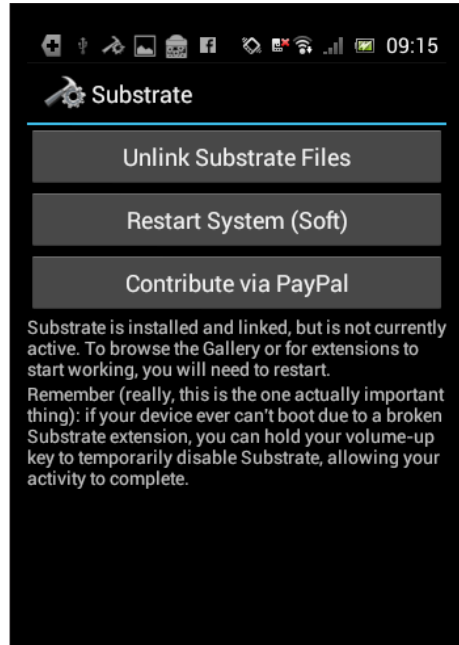 09:15
Substrate
Unlink Substrate Files
Restart System (Soft)
Contribute via PayPal
Substrate is installed and linked, but is not currently
active. To browse the Gallery or for extensions to
start working, you will need to restart.
Remember (really, this is the one actually important
thing): if your device ever can't boot due to a broken
Substrate extension, you can hold your volume-up
key to temporarily disable Substrate, allowing your
activity to complete.